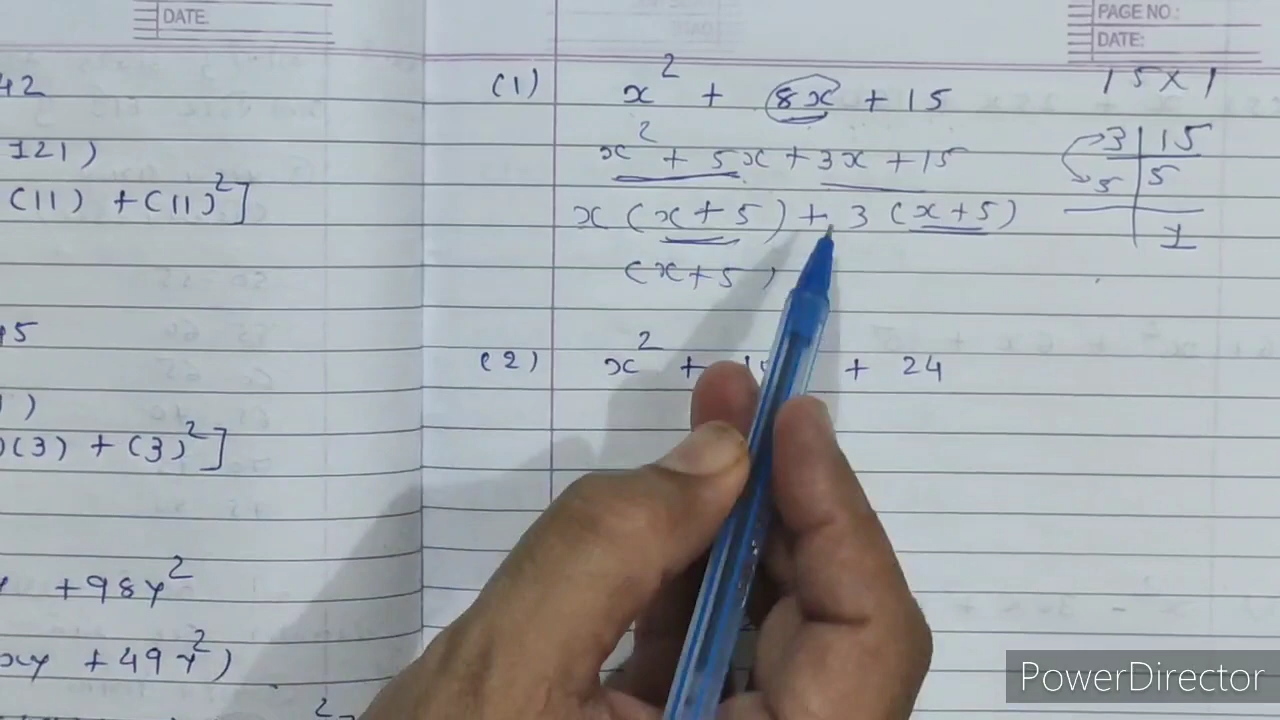 DATE
PAGE NO.:
DATE:
42
121)
(11) + (11)²]
45
)
)(3) + (3)²]
+ 98y²
xy + 49y²)
2
(1) x² + 8x + 15
x² + 5x + 3x + 15
x (x + 5) + 3 (x + 5)
(x + 5)
(2) x² + + 24
15 × 1
3 | 15
5 | 5
1
PowerDirector